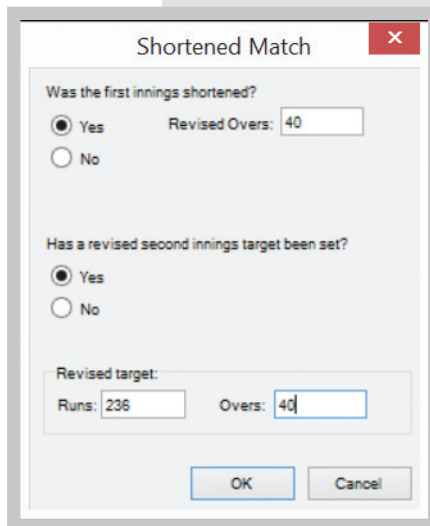 Shortened Match
Was the first innings shortened?
Yes Revised Overs: 40
No
Has a revised second innings target been set?
Yes
No
Revised target:
Runs: 236 Overs: 40
OK Cancel